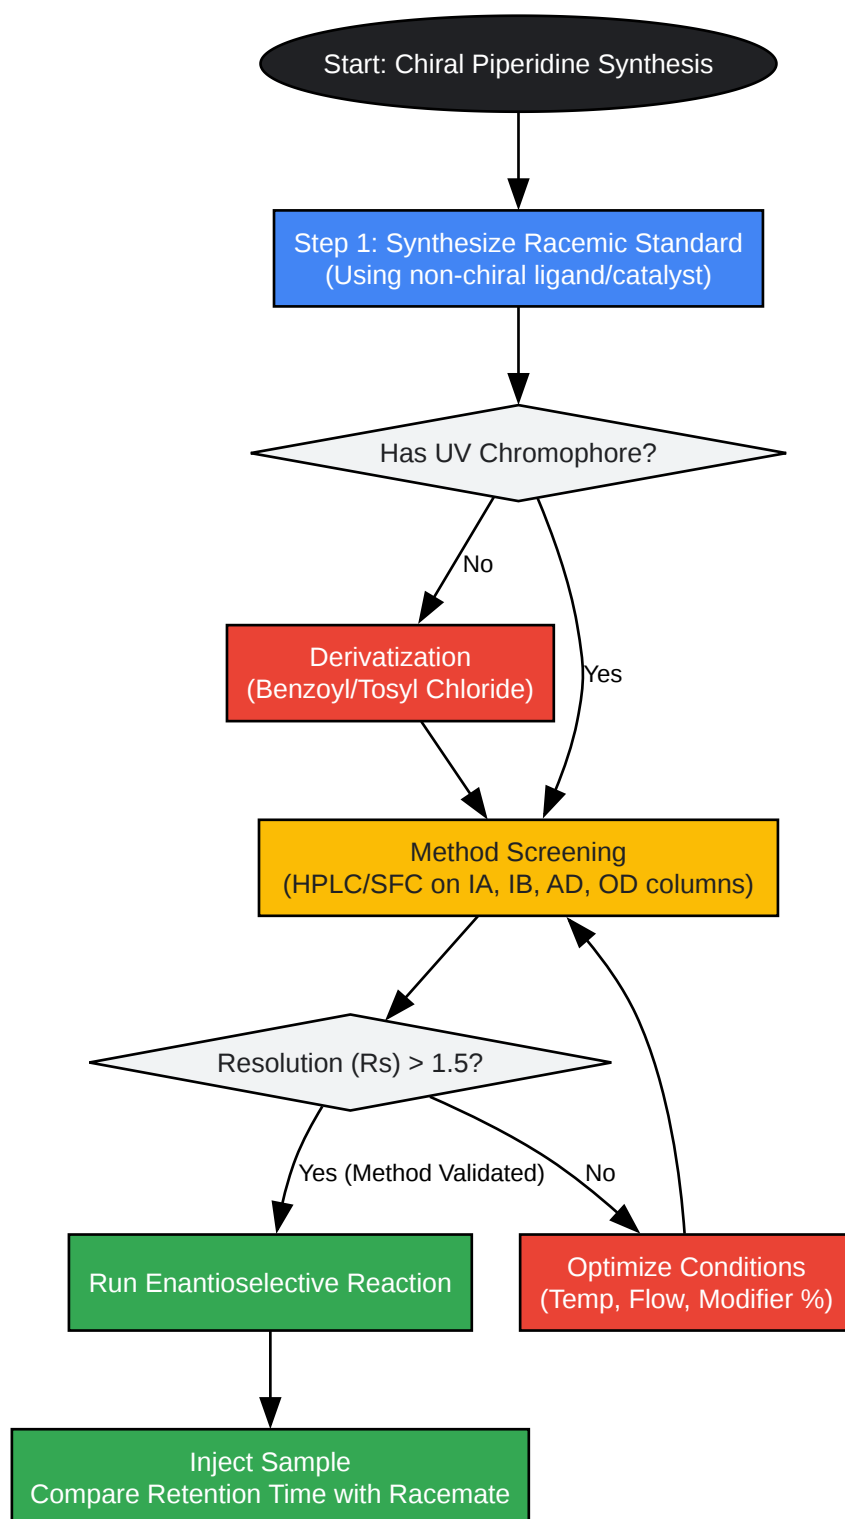 Start: Chiral Piperidine Synthesis
Step 1: Synthesize Racemic Standard
(Using non-chiral ligand/catalyst)
Has UV Chromophore?
No
Derivatization
(Benzoyl/Tosyl Chloride)
Yes
Method Screening
(HPLC/SFC on IA, IB, AD, OD columns)
Resolution (Rs) > 1.5?
Yes (Method Validated)
No
Run Enantioselective Reaction
Optimize Conditions
(Temp, Flow, Modifier %)
Inject Sample
Compare Retention Time with Racemate